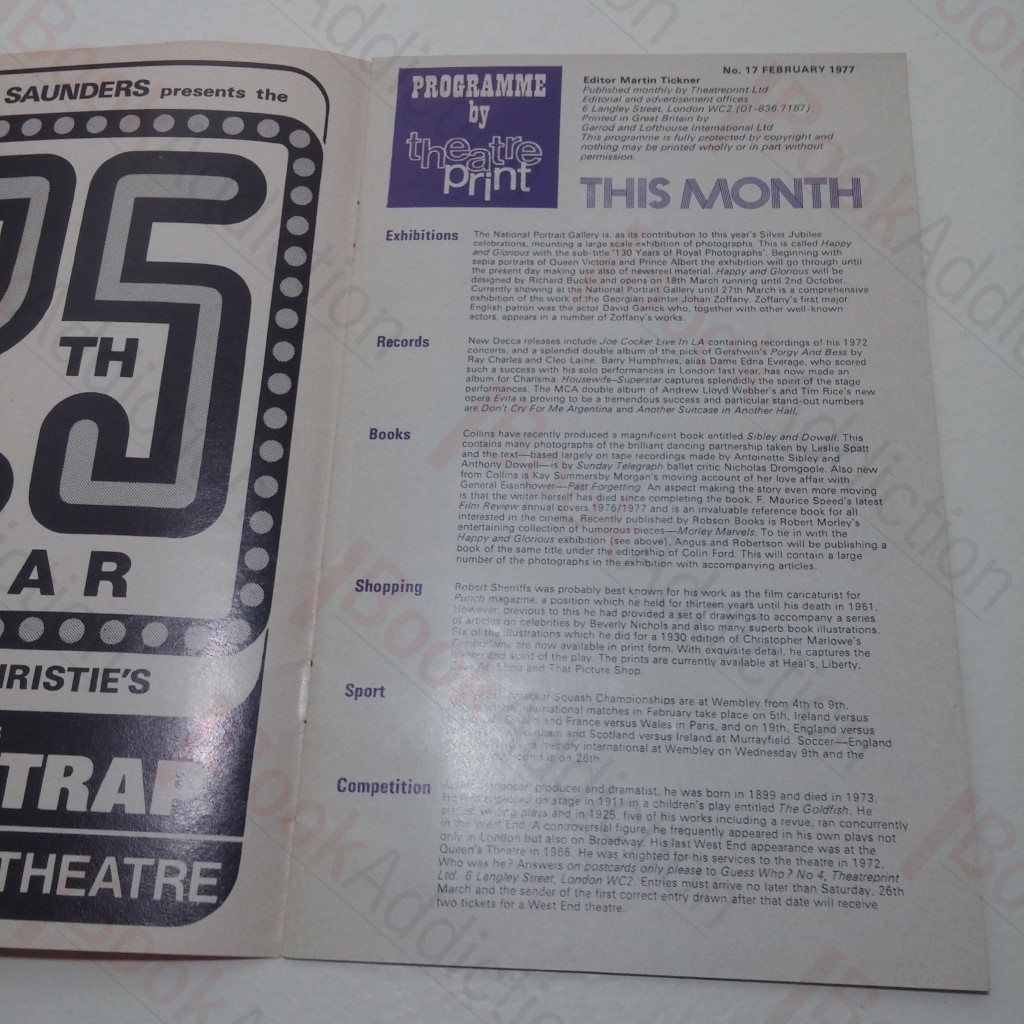 SAUNDERS presents the
25
TH
EAR
HRISTIE'S
TRAP
THEATRE
PROGRAMME
by
theatre
print
No. 17 FEBRUARY 1977
Editor Martin Tickner
Published monthly by Theatreprint Ltd
Editorial and advertisement offices
6 Langley Street, London WC2 (01-836 7187)
Printed in Great Britain by
Garrod and Lofthouse International Ltd
This programme is fully protected by copyright and
nothing may be printed wholly or in part without
permission.
THIS MONTH
Exhibitions
The National Portrait Gallery is, as its contribution to this year's Silver Jubilee
celebrations, mounting a large scale exhibition of photographs. This is called Happy
and Glorious with the sub-title '130 Years of Royal Photographs'. Beginning with
sepia portraits of Queen Victoria and Prince Albert the exhibition will go through until
the present day making use also of newsreel material. Happy and Glorious will be
designed by Richard Buckle and opens on 18th March running until 2nd October.
Currently showing at the National Portrait Gallery until 27th March is a comprehensive
exhibition of the work of the Georgian painter Johan Zoffany. Zoffany's first major
English patron was the actor David Garrick who, together with other well-known
actors, appears in a number of Zoffany's works.
Records
New Decca releases include Joe Cocker Live In LA containing recordings of his 1972
concerts, and a splendid double album of the pick of Gershwin's Porgy And Bess by
Ray Charles and Cleo Laine. Barry Humphries, alias Dame Edna Everage, who scored
such a success with his solo performances in London last year, has now made an
album for Charisma. Housewife-Superstar captures splendidly the spirit of the stage
performances. The MCA double album of Andrew Lloyd Webber's and Tim Rice's new
opera Evita is proving to be a tremendous success and particular stand-out numbers
are Don't Cry For Me Argentina and Another Suitcase in Another Hall.
Books
Collins have recently produced a magnificent book entitled Sibley and Dowell. This
contains many photographs of the brilliant dancing partnership taken by Leslie Spatt
and the text—based largely on tape recordings made by Antoinette Sibley and
Anthony Dowell—is by Sunday Telegraph ballet critic Nicholas Dromgoole. Also new
from Collins is Kay Summersby Morgan's moving account of her love affair with
General Eisenhower—Past Forgetting. An aspect making the story even more moving
is that the writer herself has died since completing the book. F. Maurice Speed's latest
Film Review annual covers 1976/1977 and is an invaluable reference book for all
interested in the cinema. Recently published by Robson Books is Robert Morley's
entertaining collection of humorous pieces—Morley Marvels. To tie in with the
Happy and Glorious exhibition (see above), Angus and Robertson will be publishing a
book of the same title under the editorship of Colin Ford. This will contain a large
number of the photographs in the exhibition with accompanying articles.
Shopping
Robert Sherriffs was probably best known for his work as the film caricaturist for
Punch magazine, a position which he held for thirteen years until his death in 1961.
However, previous to this he had provided a set of drawings to accompany a series
of articles on celebrities by Beverly Nichols and also many superb book illustrations.
Six of the illustrations which he did for a 1930 edition of Christopher Marlowe's
Tamburlaine are now available in print form. With exquisite detail, he captures the
and spirit of the play. The prints are currently available at Heal's, Liberty,
Shop and That Picture Shop.
Sport
Amateur Squash Championships are at Wembley from 4th to 9th.
international matches in February take place on 5th, Ireland versus
and France versus Wales in Paris, and on 19th, England versus
and Scotland versus Ireland at Murrayfield. Soccer—England
a friendly international at Wembley on Wednesday 9th and the
is on 26th.
Competition
producer and dramatist, he was born in 1899 and died in 1973.
He on stage in 1911 in a children's play entitled The Goldfish. He
writing plays and in 1925, five of his works including a revue, ran concurrently
in the West End. A controversial figure, he frequently appeared in his own plays not
only in London but also on Broadway. His last West End appearance was at the
Queen's Theatre in 1966. He was knighted for his services to the theatre in 1972.
Who was he? Answers on postcards only please to Guess Who? No 4, Theatreprint
Ltd. 6 Langley Street, London WC2. Entries must arrive no later than Saturday, 26th
March and the sender of the first correct entry drawn after that date will receive
two tickets for a West End theatre.